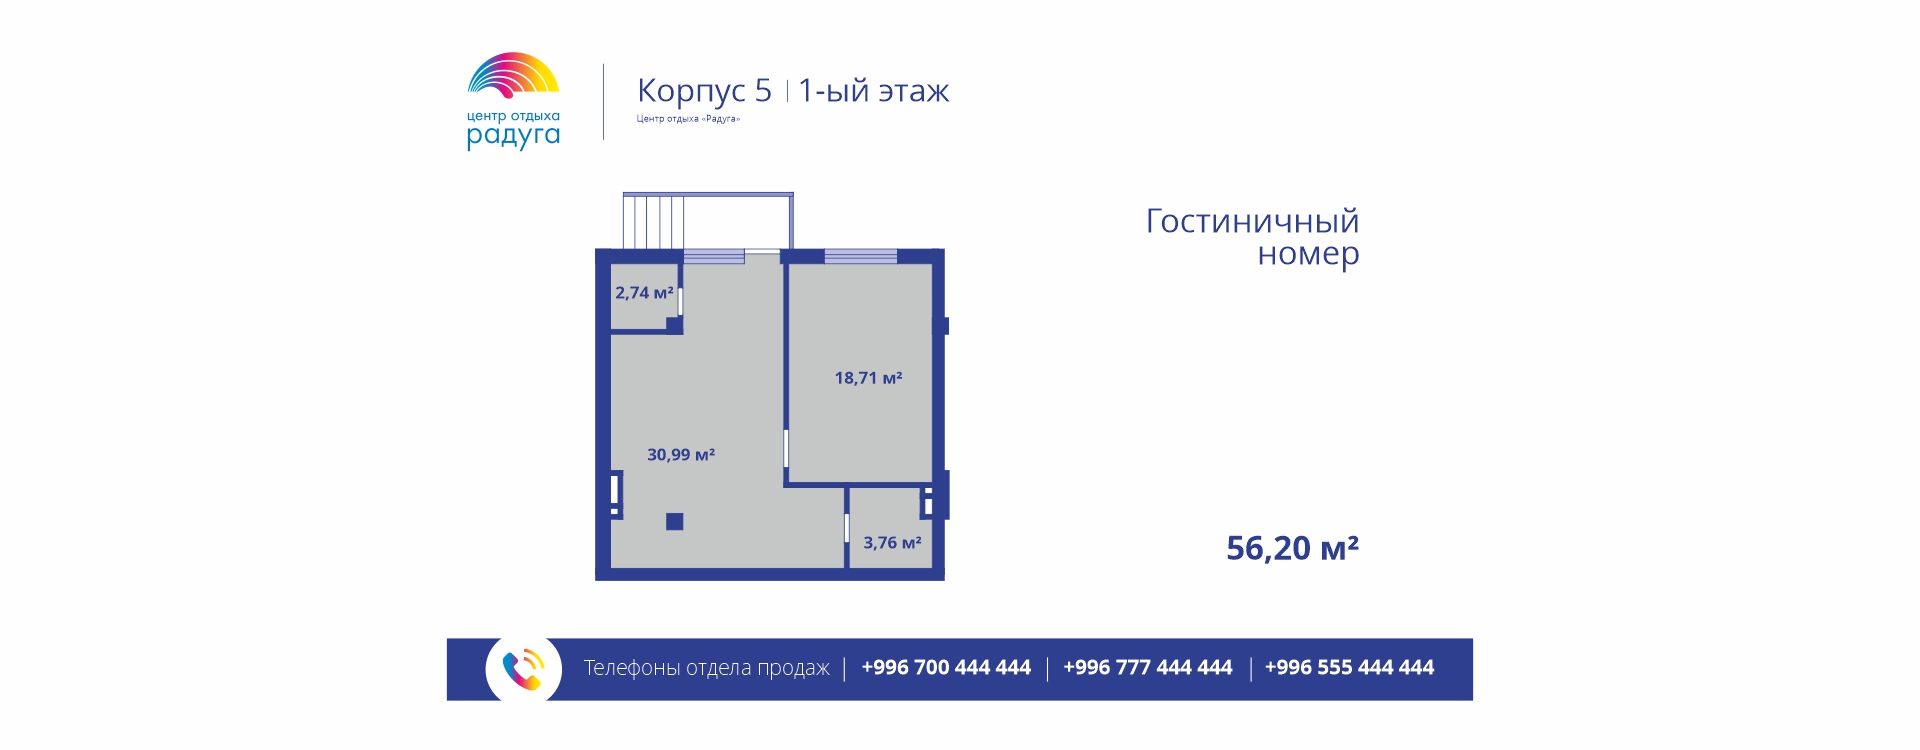 центр отдыха
радуга
Корпус 5 | 1-ый этаж
Центр отдыха «Радуга»
Гостиничный
номер
2,74 м²
18,71 м²
30,99 м²
3,76 м²
56,20 м²
Телефоны отдела продаж | +996 700 444 444 | +996 777 444 444 | +996 555 444 444